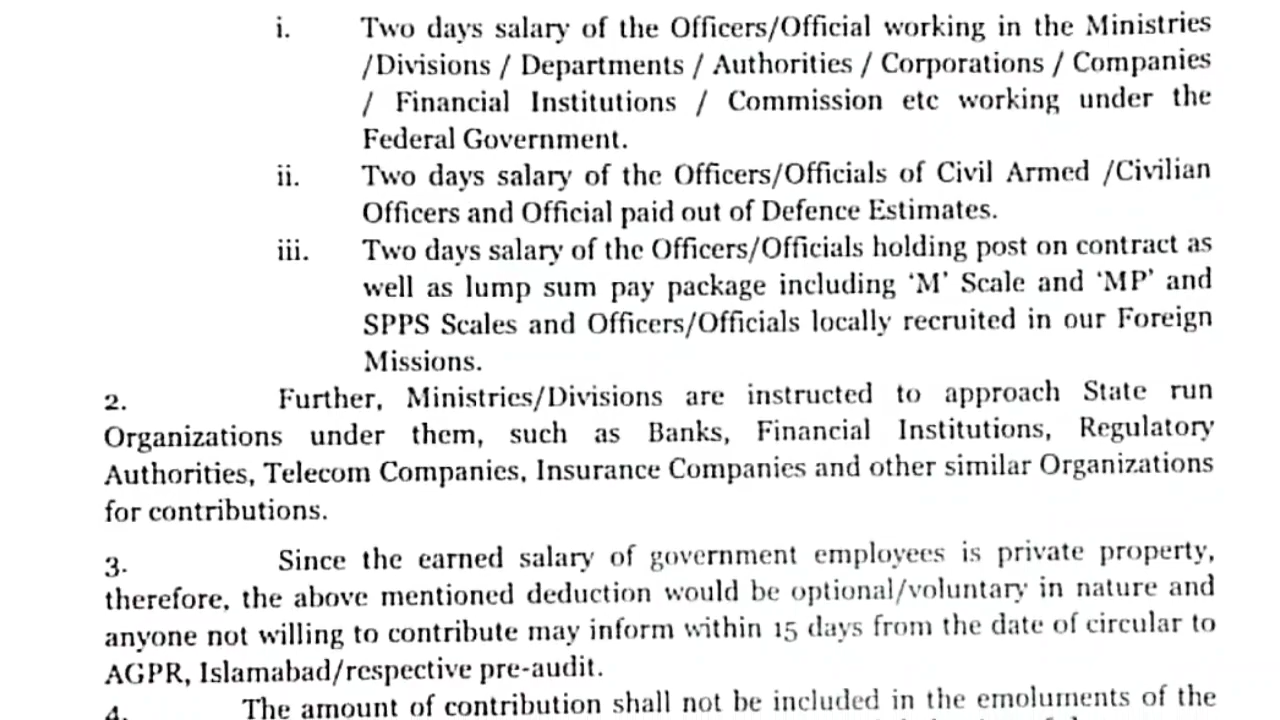 i. Two days salary of the Officers/Official working in the Ministries
/Divisions / Departments / Authorities / Corporations / Companies
/ Financial Institutions / Commission etc working under the
Federal Government.
ii. Two days salary of the Officers/Officials of Civil Armed /Civilian
Officers and Official paid out of Defence Estimates.
iii. Two days salary of the Officers/Officials holding post on contract as
well as lump sum pay package including ‘M’ Scale and ‘MP’ and
SPPS Scales and Officers/Officials locally recruited in our Foreign
Missions.
2. Further, Ministries/Divisions are instructed to approach State run
Organizations under them, such as Banks, Financial Institutions, Regulatory
Authorities, Telecom Companies, Insurance Companies and other similar Organizations
for contributions.
3. Since the earned salary of government employees is private property,
therefore, the above mentioned deduction would be optional/voluntary in nature and
anyone not willing to contribute may inform within 15 days from the date of circular to
AGPR, Islamabad/respective pre-audit.
4. The amount of contribution shall not be included in the emoluments of the